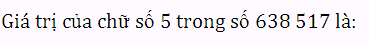 Giá trị của chữ số 5 trong số 638 517 là: